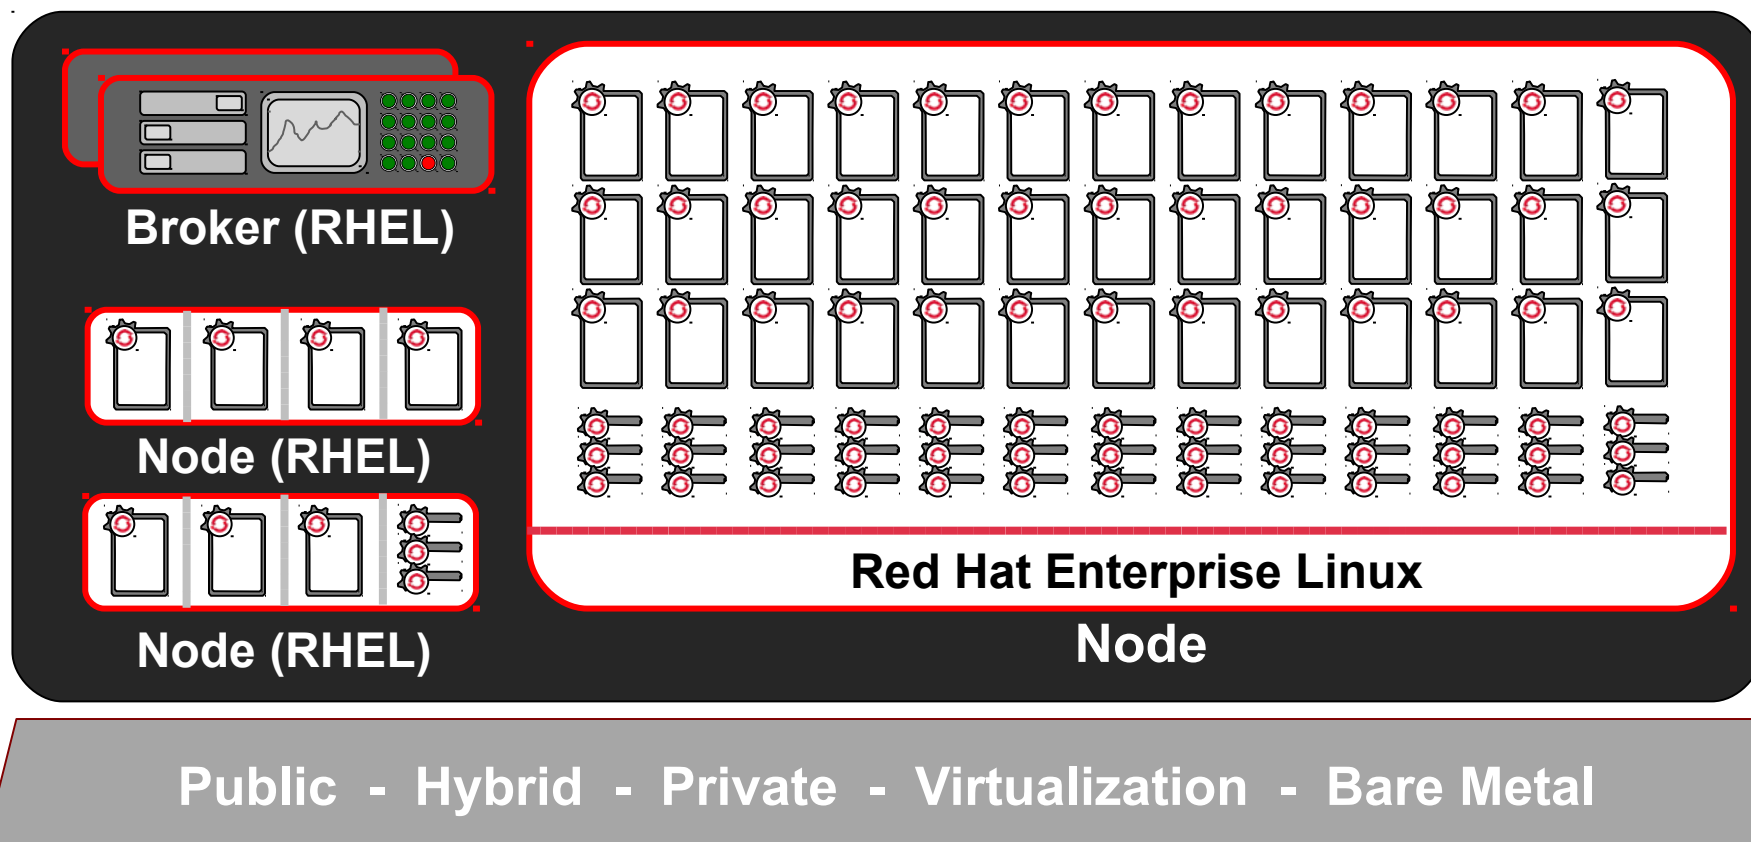 Broker (RHEL)
Node (RHEL)
Node (RHEL)
Red Hat Enterprise Linux
Node
Public - Hybrid - Private - Virtualization - Bare Metal